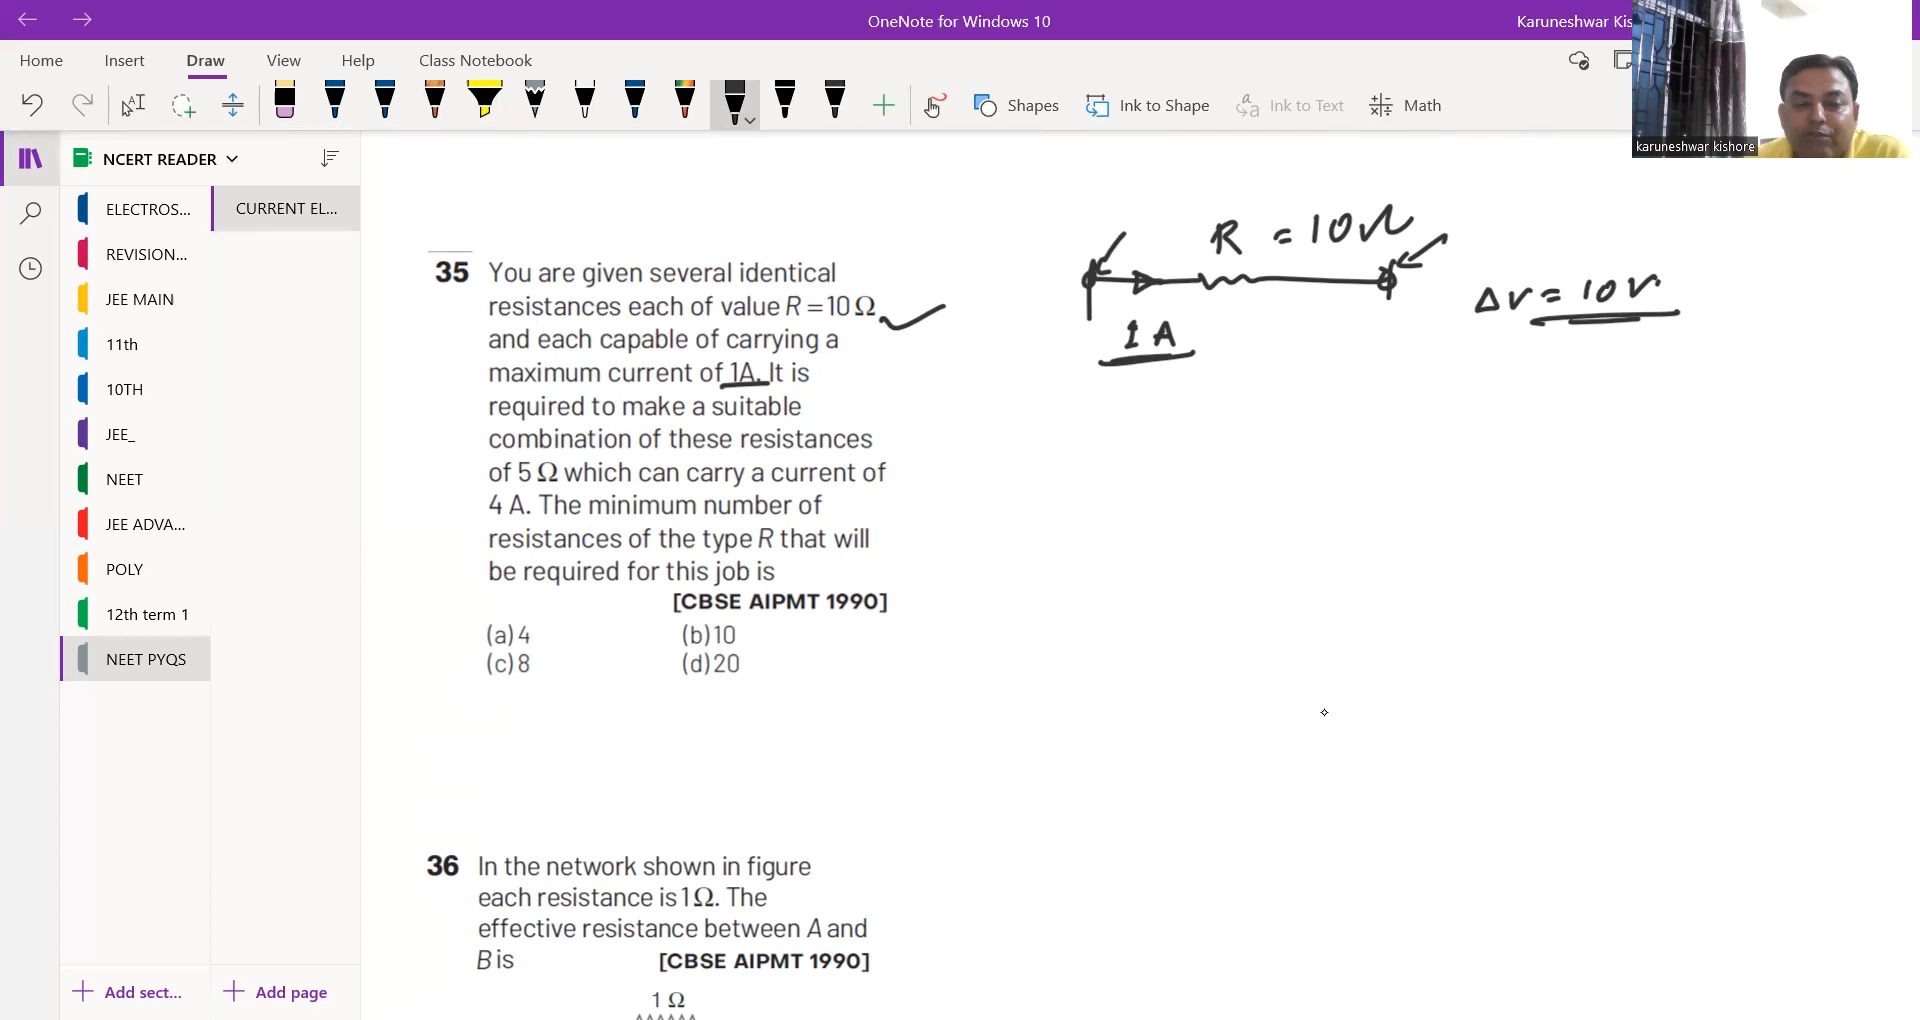 OneNote for Windows 10
Karuneshwar Kis
Home Insert Draw View Help Class Notebook
Shapes Ink to Shape Ink to Text Math
karuneshwar kishore
NCERT READER
ELECTROS...
REVISION...
JEE MAIN
11th
10TH
JEE_
NEET
JEE ADVA...
POLY
12th term 1
NEET PYQS
Add sect...
CURRENT EL...
Add page
35 You are given several identical
resistances each of value R = 10 Ω
and each capable of carrying a
maximum current of 1A. It is
required to make a suitable
combination of these resistances
of 5 Ω which can carry a current of
4 A. The minimum number of
resistances of the type R that will
be required for this job is
[CBSE AIPMT 1990]
(a) 4 (b) 10
(c) 8 (d) 20
R = 10Ω
1 A
ΔV = 10 V
36 In the network shown in figure
each resistance is 1 Ω. The
effective resistance between A and
B is [CBSE AIPMT 1990]
1 Ω